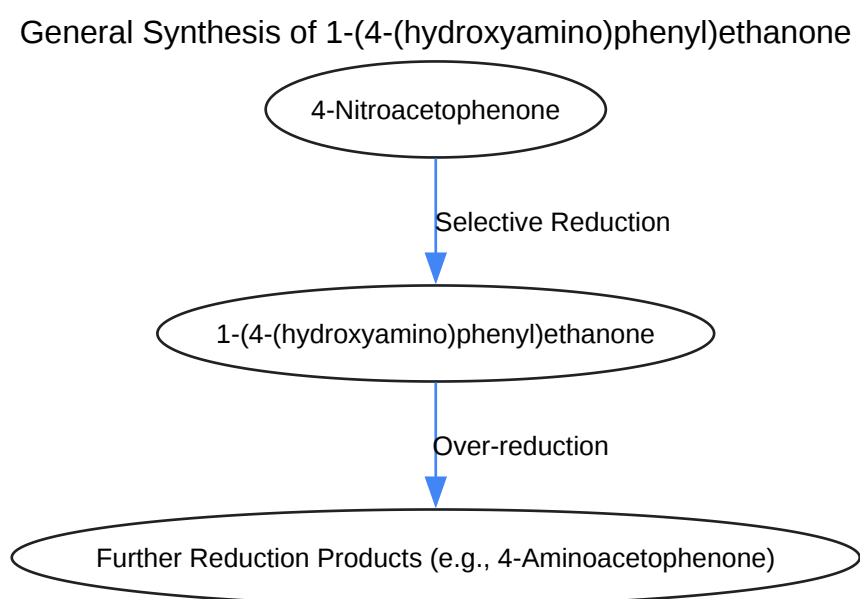 General Synthesis of 1-(4-(hydroxyamino)phenyl)ethanone
4-Nitroacetophenone
Selective Reduction
1-(4-(hydroxyamino)phenyl)ethanone
Over-reduction
Further Reduction Products (e.g., 4-Aminoacetophenone)